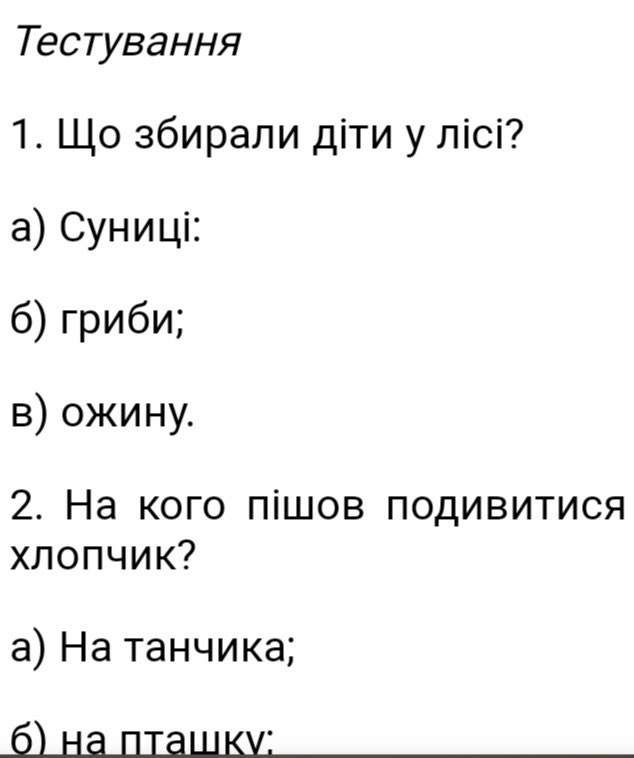 Тестування
1. Що збирали діти у лісі?
а) Суниці:
б) гриби;
в) ожину.
2. На кого пішов подивитися
хлопчик?
а) На танчика;
б) на пташку;